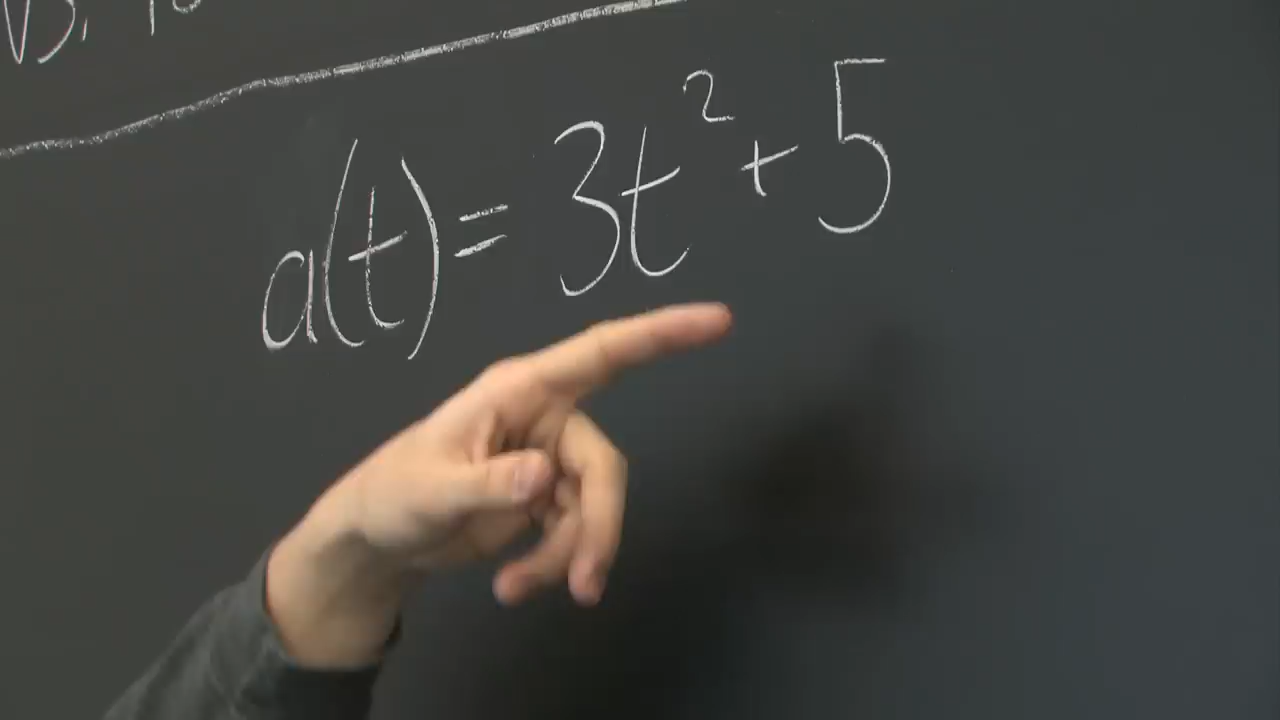 a(t) = 3t² + 5